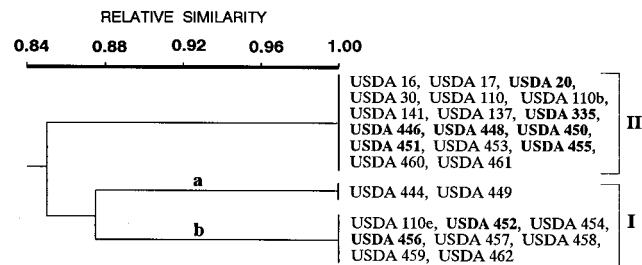 RELATIVE SIMILARITY
0.84 0.88 0.92 0.96 1.00
USDA 16, USDA 17, USDA 20,
USDA 30, USDA 110, USDA 110b,
USDA 141, USDA 137, USDA 335,
USDA 446, USDA 448, USDA 450,
USDA 451, USDA 453, USDA 455,
USDA 460, USDA 461
II
a
USDA 444, USDA 449
I
USDA 110e, USDA 452, USDA 454,
b
USDA 456, USDA 457, USDA 458,
USDA 459, USDA 462